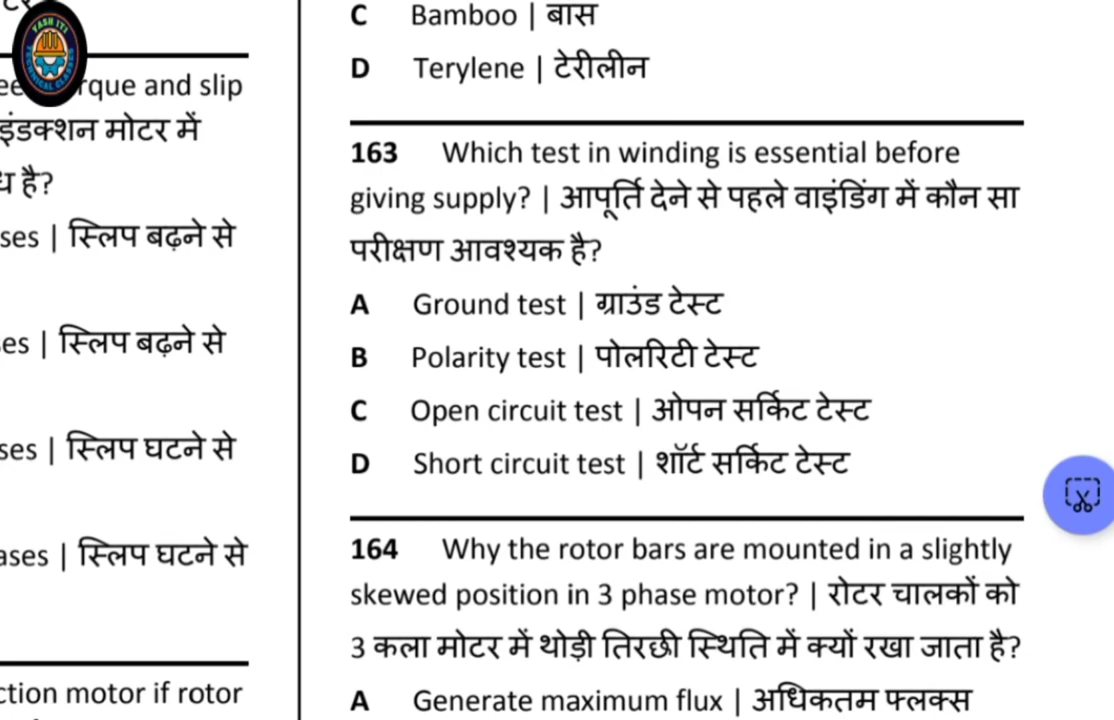 YASH ITI
TECHNICAL CLASSES
rque and slip
इंडक्शन मोटर में
है?
ses | स्लिप बढ़ने से
es | स्लिप बढ़ने से
ses | स्लिप घटने से
ases | स्लिप घटने से
ction motor if rotor
C Bamboo | बास
D Terylene | टेरीलीन
163 Which test in winding is essential before
giving supply? | आपूर्ति देने से पहले वाइंडिंग में कौन सा
परीक्षण आवश्यक है?
A Ground test | ग्राउंड टेस्ट
B Polarity test | पोलरिटी टेस्ट
C Open circuit test | ओपन सर्किट टेस्ट
D Short circuit test | शॉर्ट सर्किट टेस्ट
164 Why the rotor bars are mounted in a slightly
skewed position in 3 phase motor? | रोटर चालकों को
3 कला मोटर में थोड़ी तिरछी स्थिति में क्यों रखा जाता है?
A Generate maximum flux | अधिकतम फ्लक्स